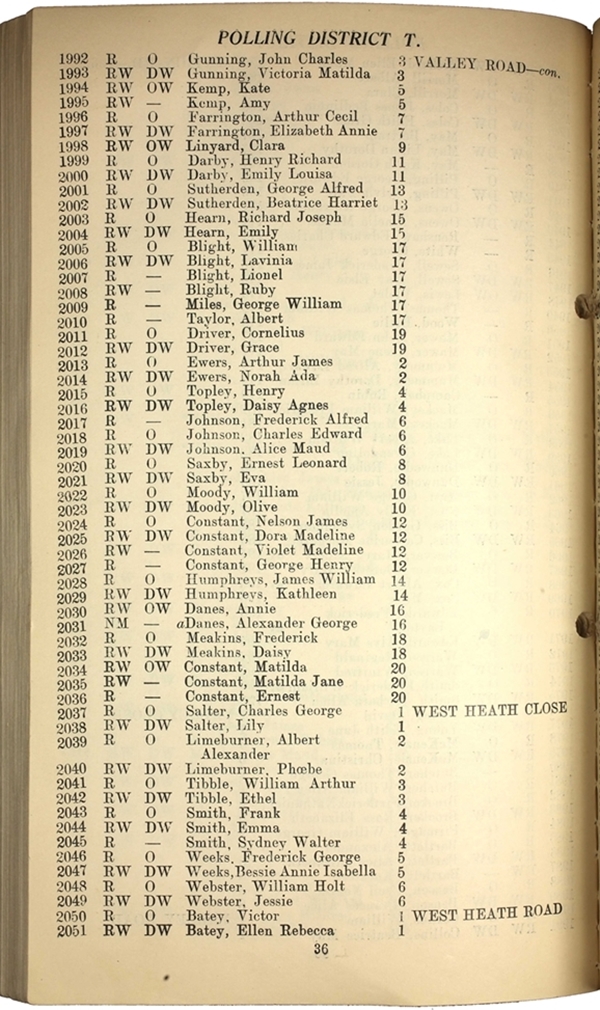 POLLING DISTRICT T.
1992 R O Gunning, John Charles 3 VALLEY ROAD—con.
1993 RW DW Gunning, Victoria Matilda 3
1994 RW OW Kemp, Kate 5
1995 RW — Kemp, Amy 5
1996 R O Farrington, Arthur Cecil 7
1997 RW DW Farrington, Elizabeth Annie 7
1998 RW OW Linyard, Clara 9
1999 R O Darby, Henry Richard 11
2000 RW DW Darby, Emily Louisa 11
2001 R O Sutherden, George Alfred 13
2002 RW DW Sutherden, Beatrice Harriet 13
2003 R O Hearn, Richard Joseph 15
2004 RW DW Hearn, Emily 15
2005 R O Blight, William 17
2006 RW DW Blight, Lavinia 17
2007 R — Blight, Lionel 17
2008 RW — Blight, Ruby 17
2009 R — Miles, George William 17
2010 R — Taylor, Albert 17
2011 R O Driver, Cornelius 19
2012 RW DW Driver, Grace 19
2013 R O Ewers, Arthur James 2
2014 RW DW Ewers, Norah Ada 2
2015 R O Topley, Henry 4
2016 RW DW Topley, Daisy Agnes 4
2017 R — Johnson, Frederick Alfred 6
2018 R O Johnson, Charles Edward 6
2019 RW DW Johnson. Alice Maud 6
2020 R O Saxby, Ernest Leonard 8
2021 RW DW Saxby, Eva 8
2022 R O Moody, William 10
2023 RW DW Moody, Olive 10
2024 R O Constant, Nelson James 12
2025 RW DW Constant, Dora Madeline 12
2026 RW — Constant, Violet Madeline 12
2027 R — Constant, George Henry 12
2028 R O Humphreys, James William 14
2029 RW DW Humphreys, Kathleen 14
2030 RW OW Danes, Annie 16
2031 NM — aDanes, Alexander George 16
2032 R O Meakins, Frederick 18
2033 RW DW Meakins. Daisy 18
2034 RW OW Constant, Matilda 20
2035 RW — Constant, Matilda Jane 20
2036 R — Constant, Ernest 20
2037 R O Salter, Charles George 1 WEST HEATH CLOSE
2038 RW DW Salter, Lily 1
2039 R O Limeburner, Albert 2
Alexander
2040 RW DW Limeburner, Phœbe 2
2041 R O Tibble, William Arthur 3
2042 RW DW Tibble, Ethel 3
2043 R O Smith, Frank 4
2044 RW DW Smith, Emma 4
2045 R — Smith, Sydney Walter 4
2046 R O Weeks, Frederick George 5
2047 RW DW Weeks,Bessie Annie Isabella 5
2048 R O Webster, William Holt 6
2049 RW DW Webster, Jessie 6
2050 R O Batey, Victor 1 WEST HEATH ROAD
2051 RW DW Batey, Ellen Rebecca 1
36